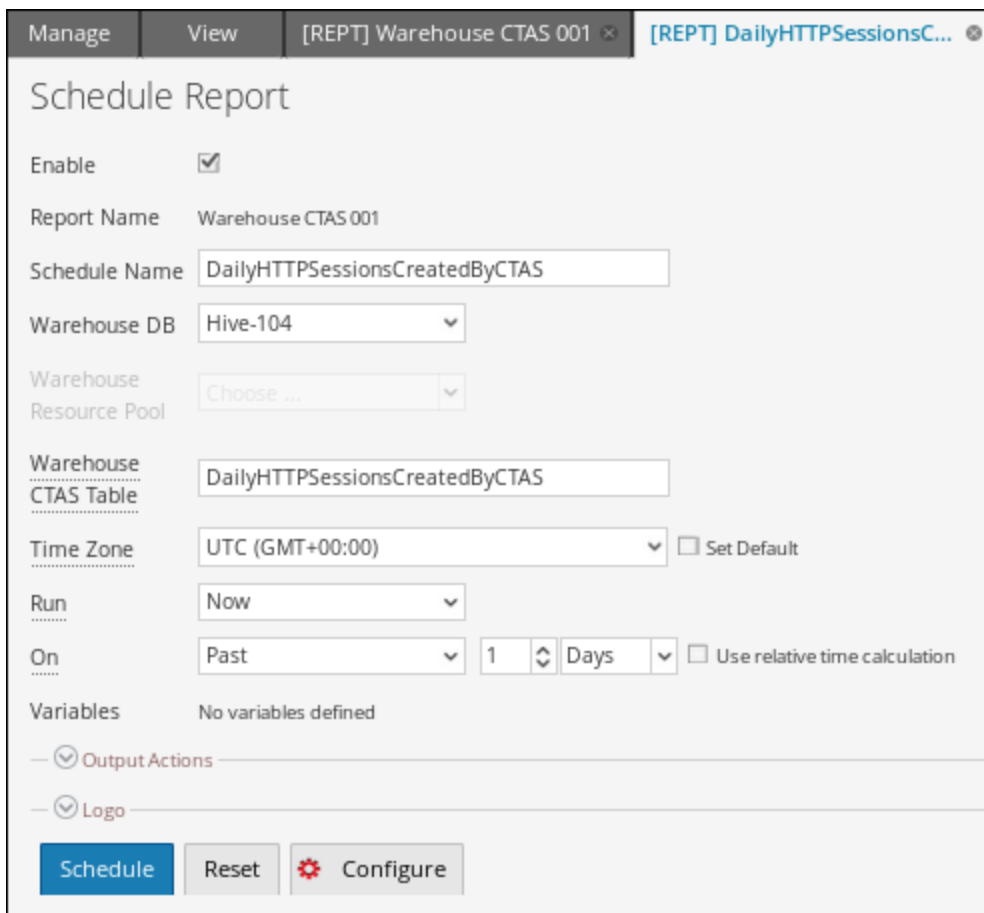 Manage View [REPT] Warehouse CTAS 001 [REPT] DailyHTTPSessionsC...
Schedule Report
Enable
Report Name Warehouse CTAS 001
Schedule Name DailyHTTPSessionsCreatedByCTAS
Warehouse DB Hive-104
Warehouse
Resource Pool Choose ...
Warehouse
CTAS Table DailyHTTPSessionsCreatedByCTAS
Time Zone UTC (GMT+00:00) Set Default
Run Now
On Past 1 Days Use relative time calculation
Variables No variables defined
Output Actions
Logo
Schedule Reset Configure